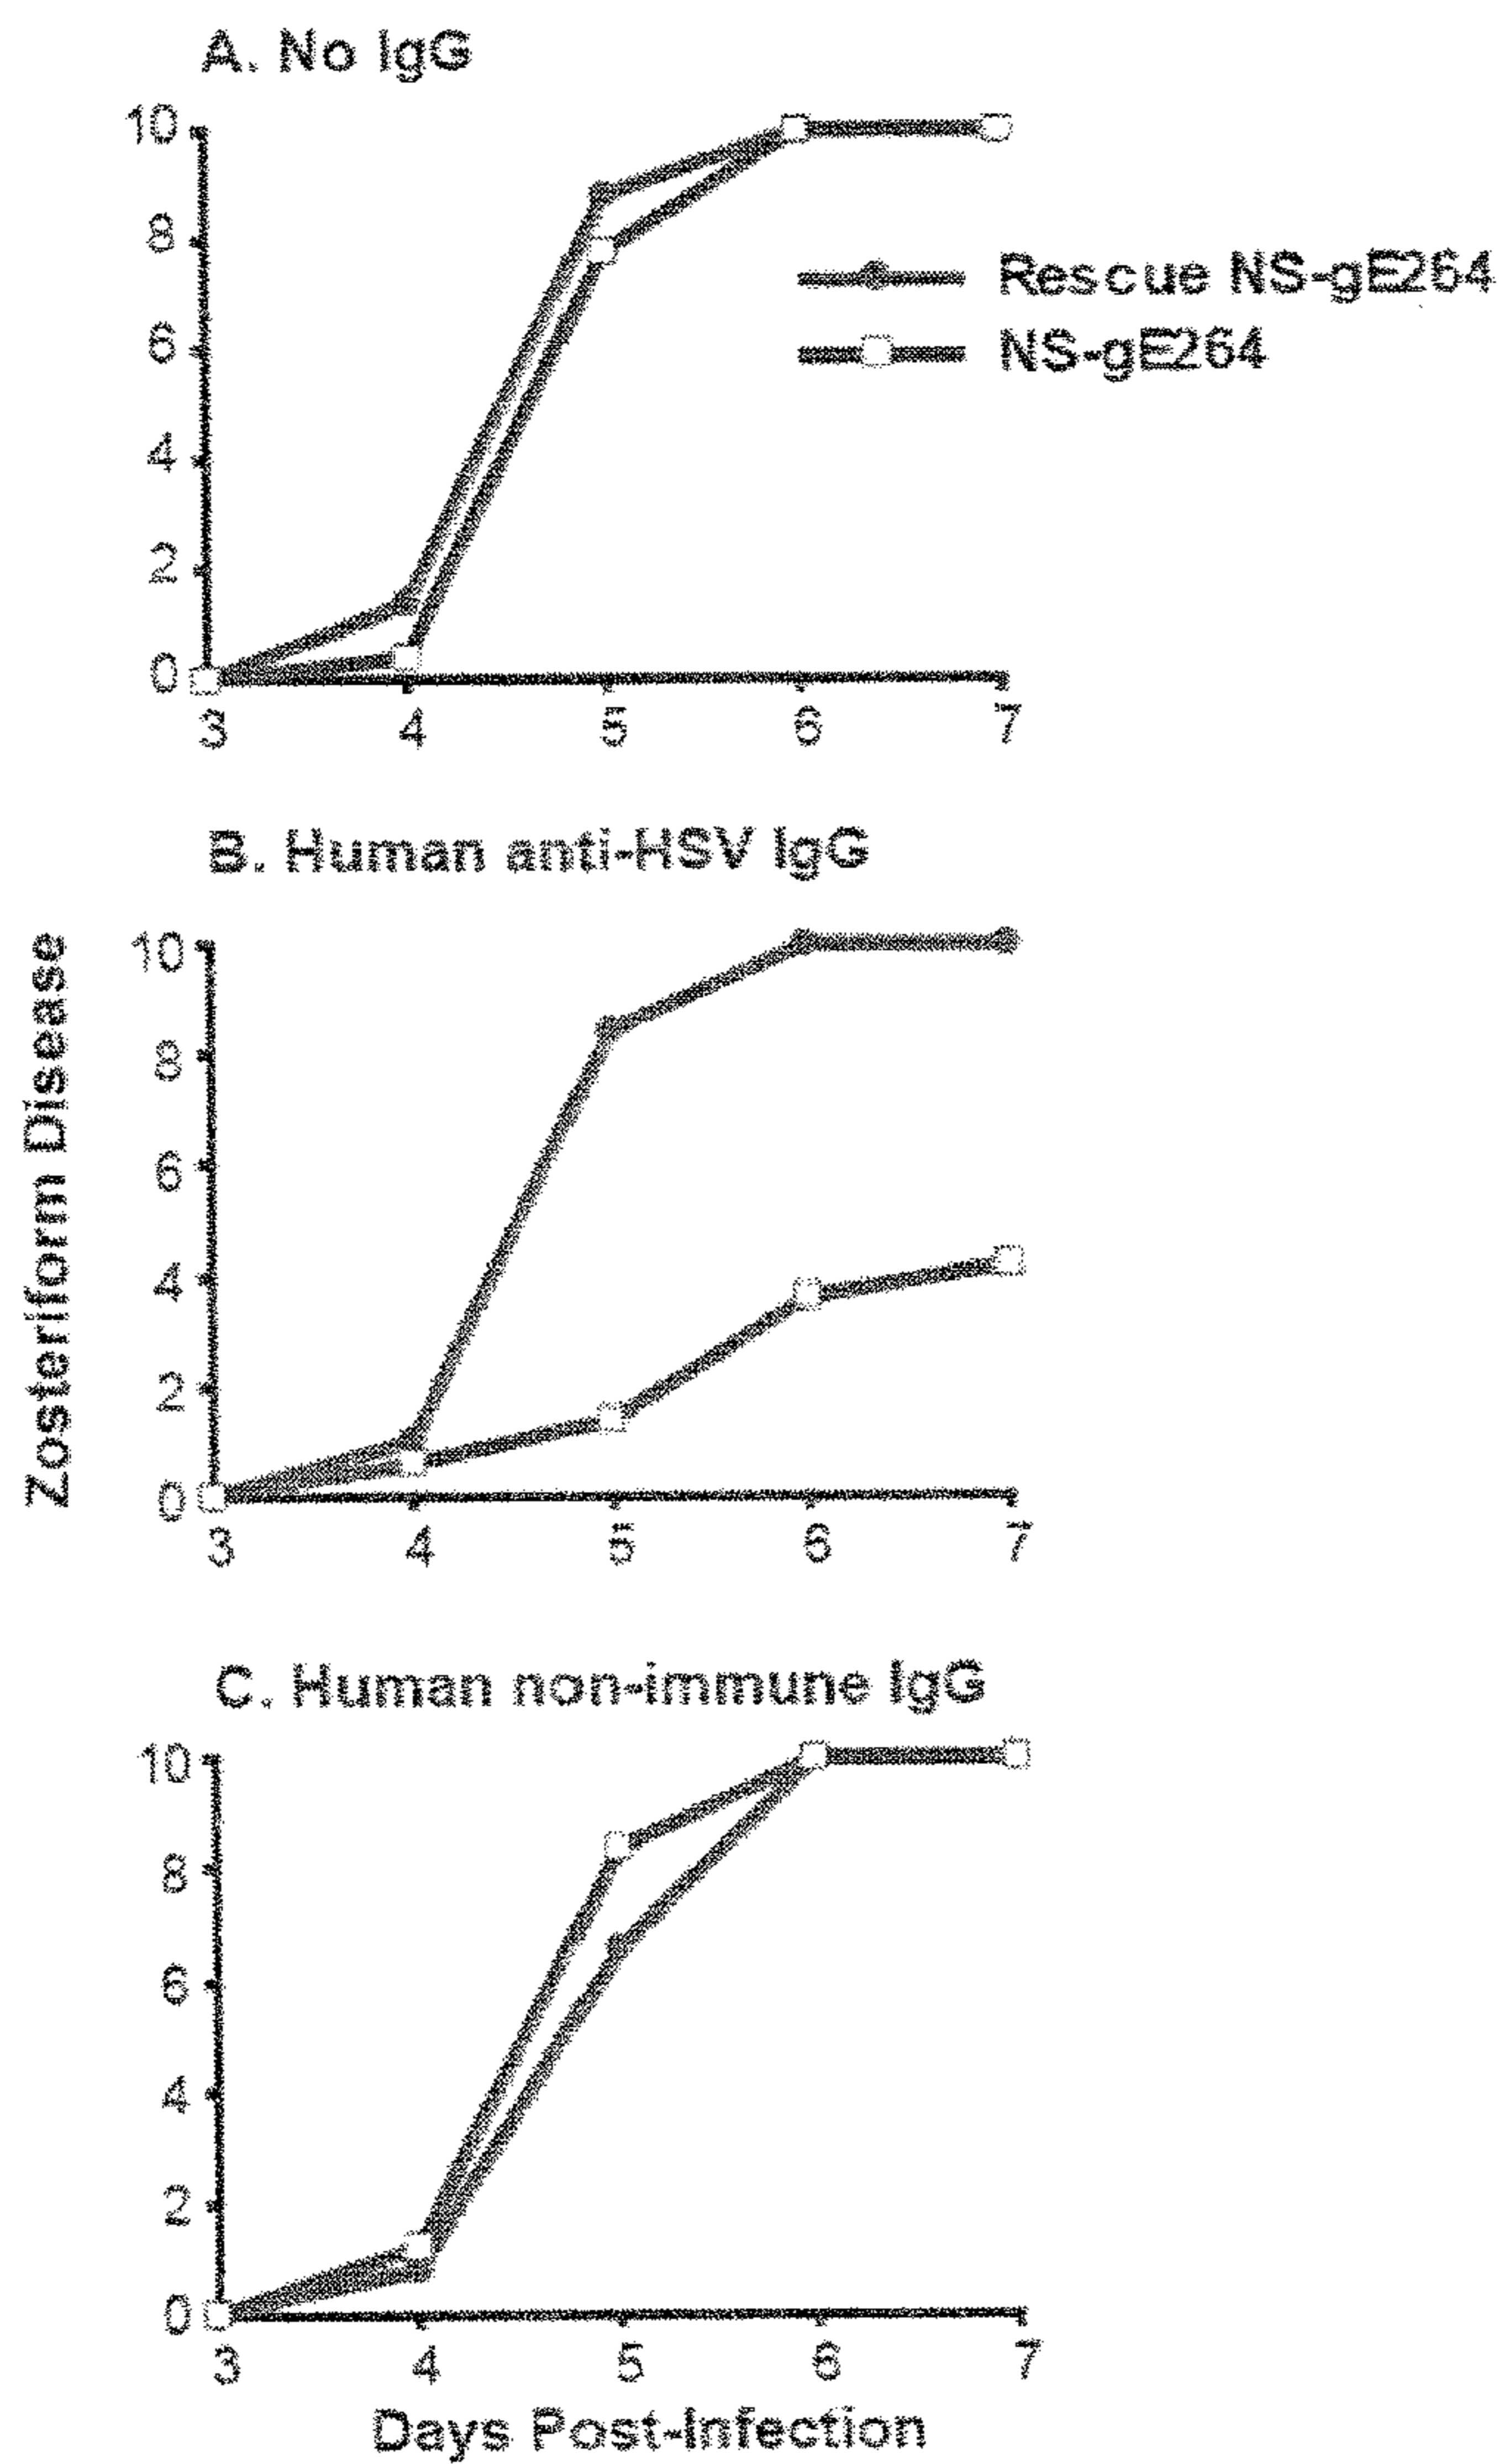 A. No IgG
10
8
6
4
2
0
3 4 5 6 7
Rescue NS-gE264
NS-gE264
B. Human anti-HSV IgG
Zosteriform Disease
10
8
6
4
2
0
3 4 5 6 7
C. Human non-immune IgG
10
8
6
4
2
0
3 4 5 6 7
Days Post-Infection